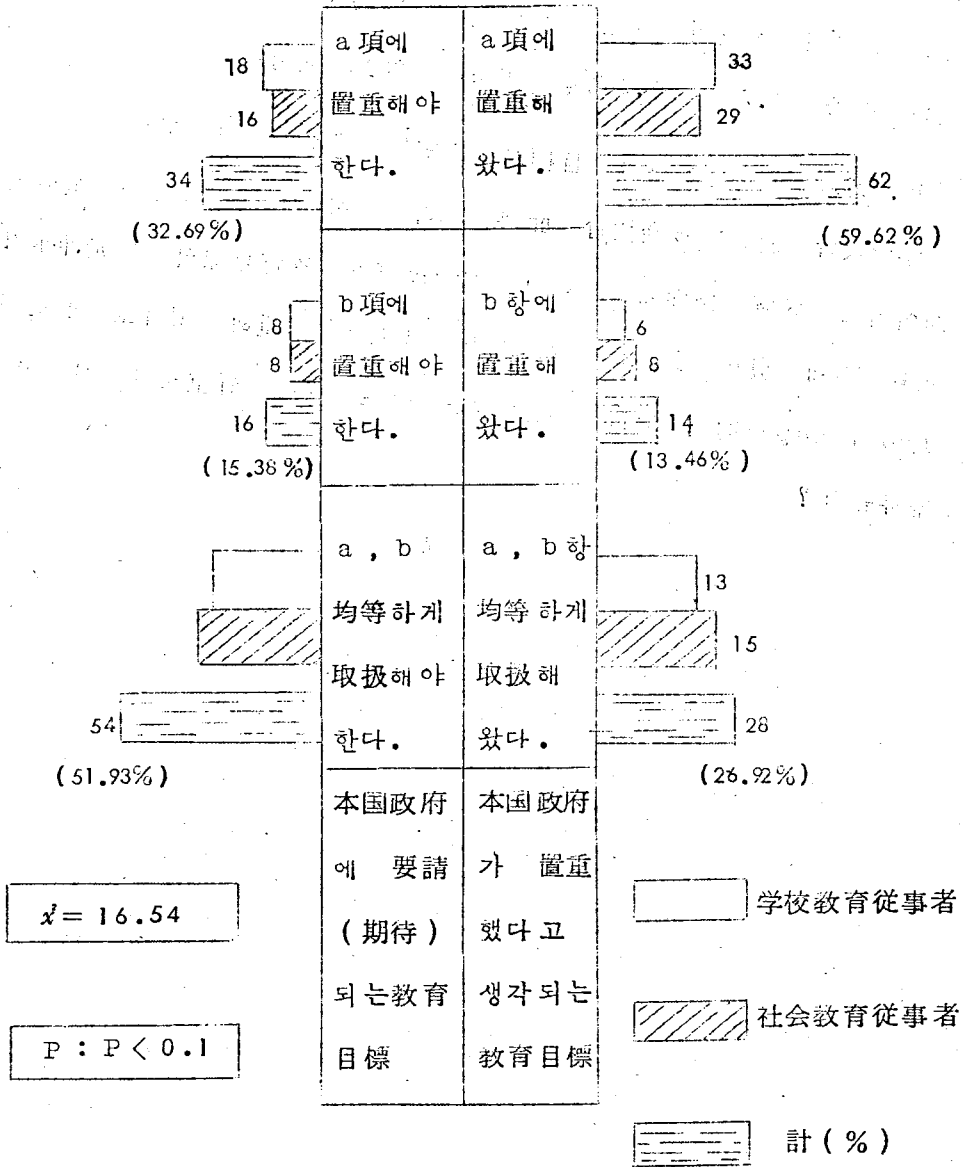 18
16
34
(32.69%)
a 項에
置重해야
한다.
a 項에
置重해
왔다.
33
29
62
(59.62%)
8
8
16
(15.38%)
b 項에
置重해야
한다.
b 항에
置重해
왔다.
6
8
14
(13.46%)
54
(51.93%)
a , b
均等하게
取扱해야
한다.
a , b 항
均等하게
取扱해
왔다.
13
15
28
(26.92%)
本国政府
에 要請
(期待)
되는教育
目標
本国政府
가 置重
했다고
생각되는
教育目標
x² = 16.54
P : P < 0.1
学校教育従事者
社会教育従事者
計 ( % )